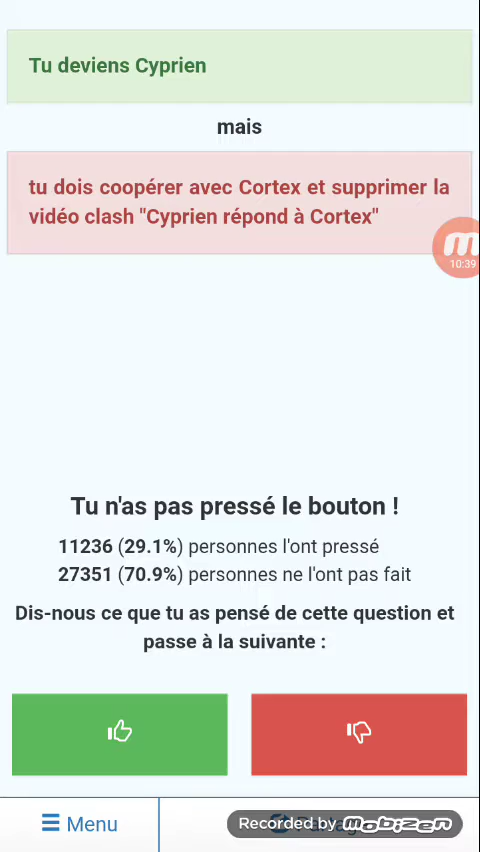 Tu deviens Cyprien
mais
tu dois coopérer avec Cortex et supprimer la
vidéo clash "Cyprien répond à Cortex"
10:39
Tu n'as pas pressé le bouton !
11236 (29.1%) personnes l'ont pressé
27351 (70.9%) personnes ne l'ont pas fait
Dis-nous ce que tu as pensé de cette question et
passe à la suivante :
Menu
Recorded by mobizen